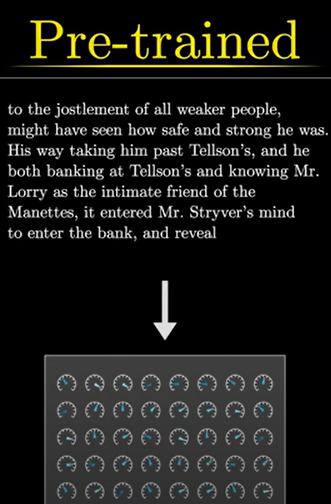 Pre-trained
to the jostlement of all weaker people,
might have seen how safe and strong he was.
His way taking him past Tellson's, and he
both banking at Tellson's and knowing Mr.
Lorry as the intimate friend of the
Manettes, it entered Mr. Stryver's mind
to enter the bank, and reveal